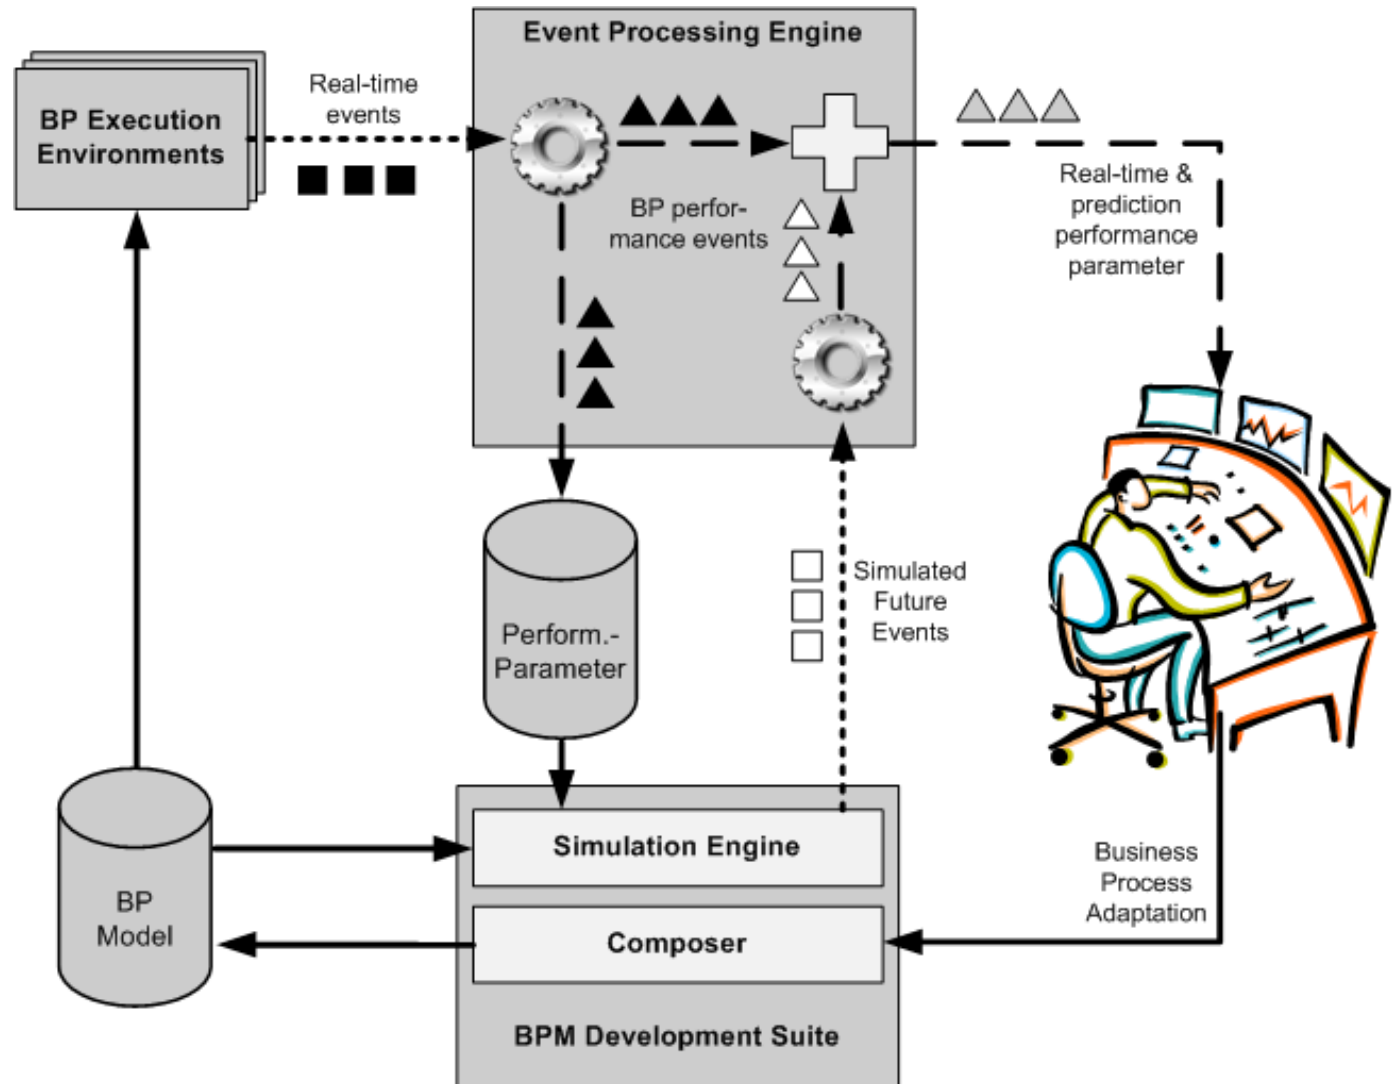 Event Processing Engine
Real-time
events
BP Execution
Environments
BP perfor-
mance events
Real-time &
prediction
performance
parameter
Simulated
Future
Events
Perform.-
Parameter
Simulation Engine
Business
Process
Adaptation
BP
Model
Composer
BPM Development Suite